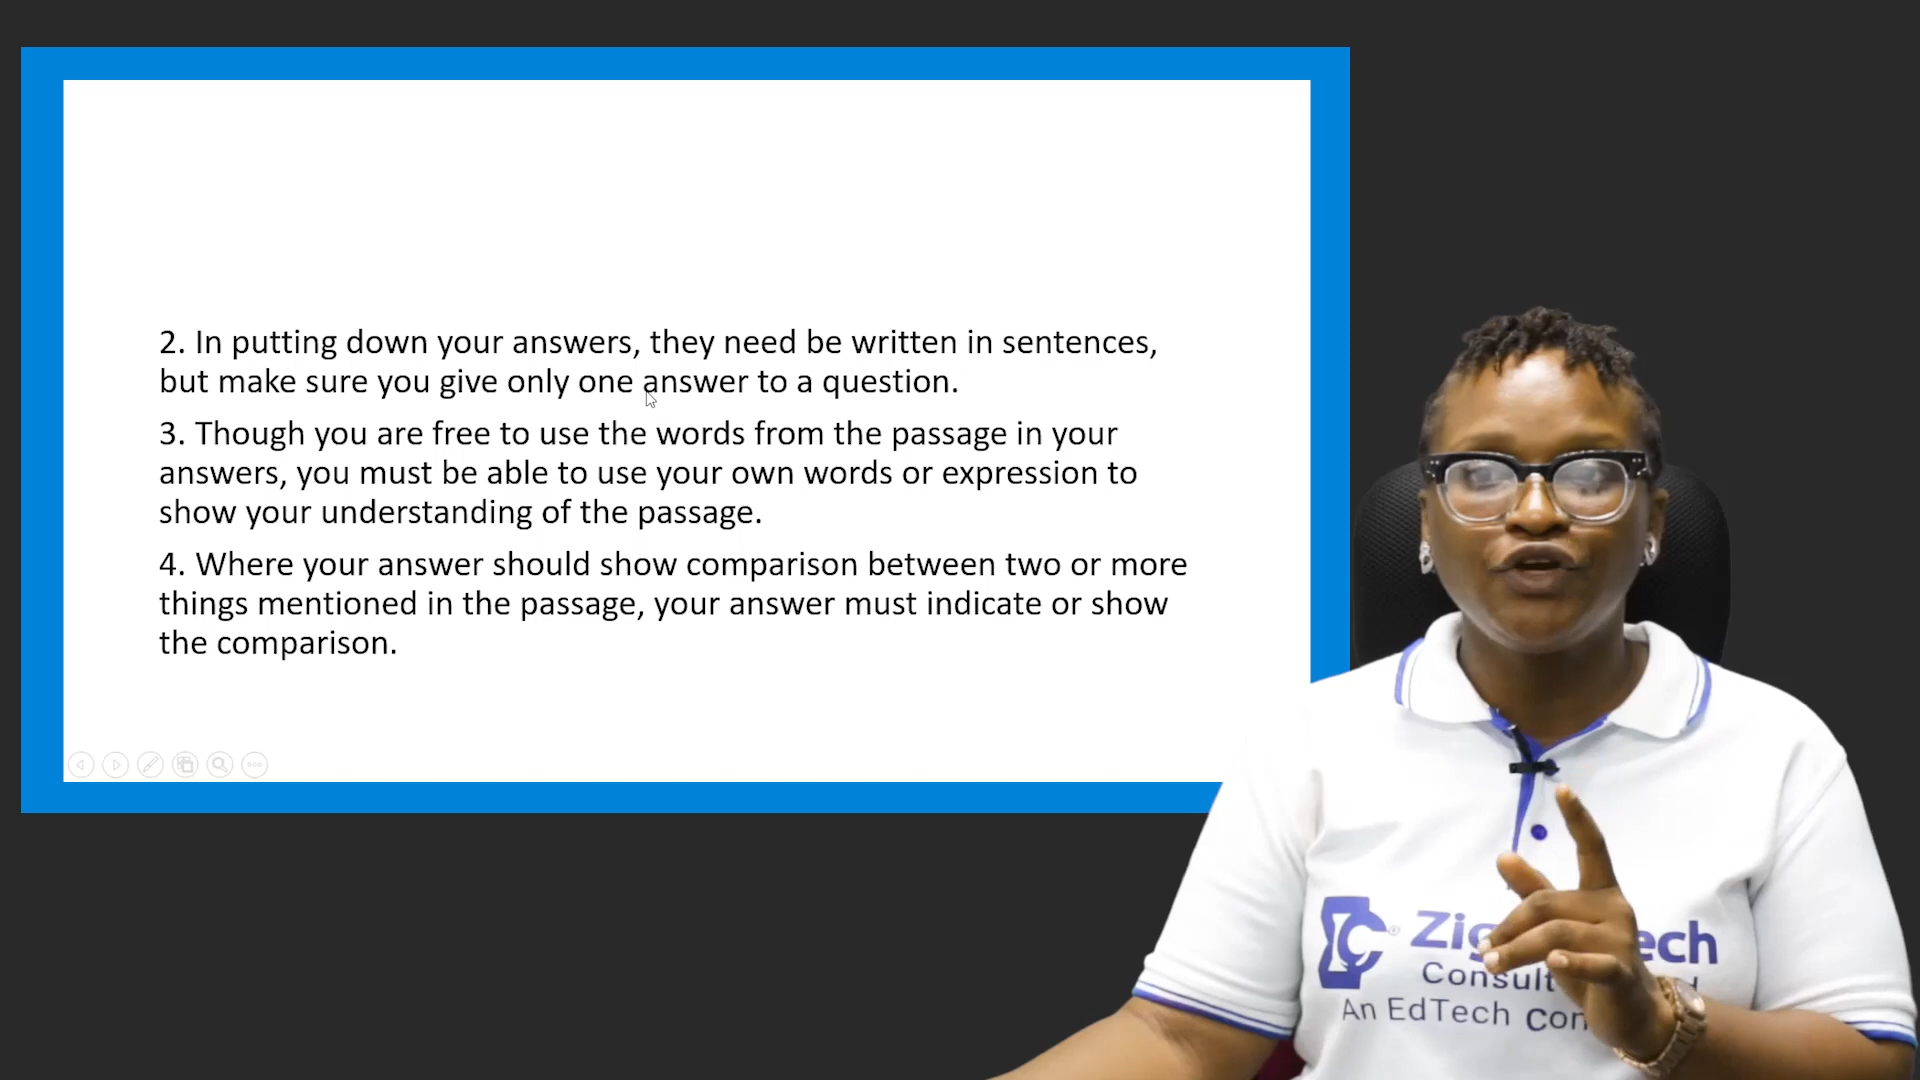 2. In putting down your answers, they need be written in sentences,
but make sure you give only one answer to a question.
3. Though you are free to use the words from the passage in your
answers, you must be able to use your own words or expression to
show your understanding of the passage.
4. Where your answer should show comparison between two or more
things mentioned in the passage, your answer must indicate or show
the comparison.
An EdTech